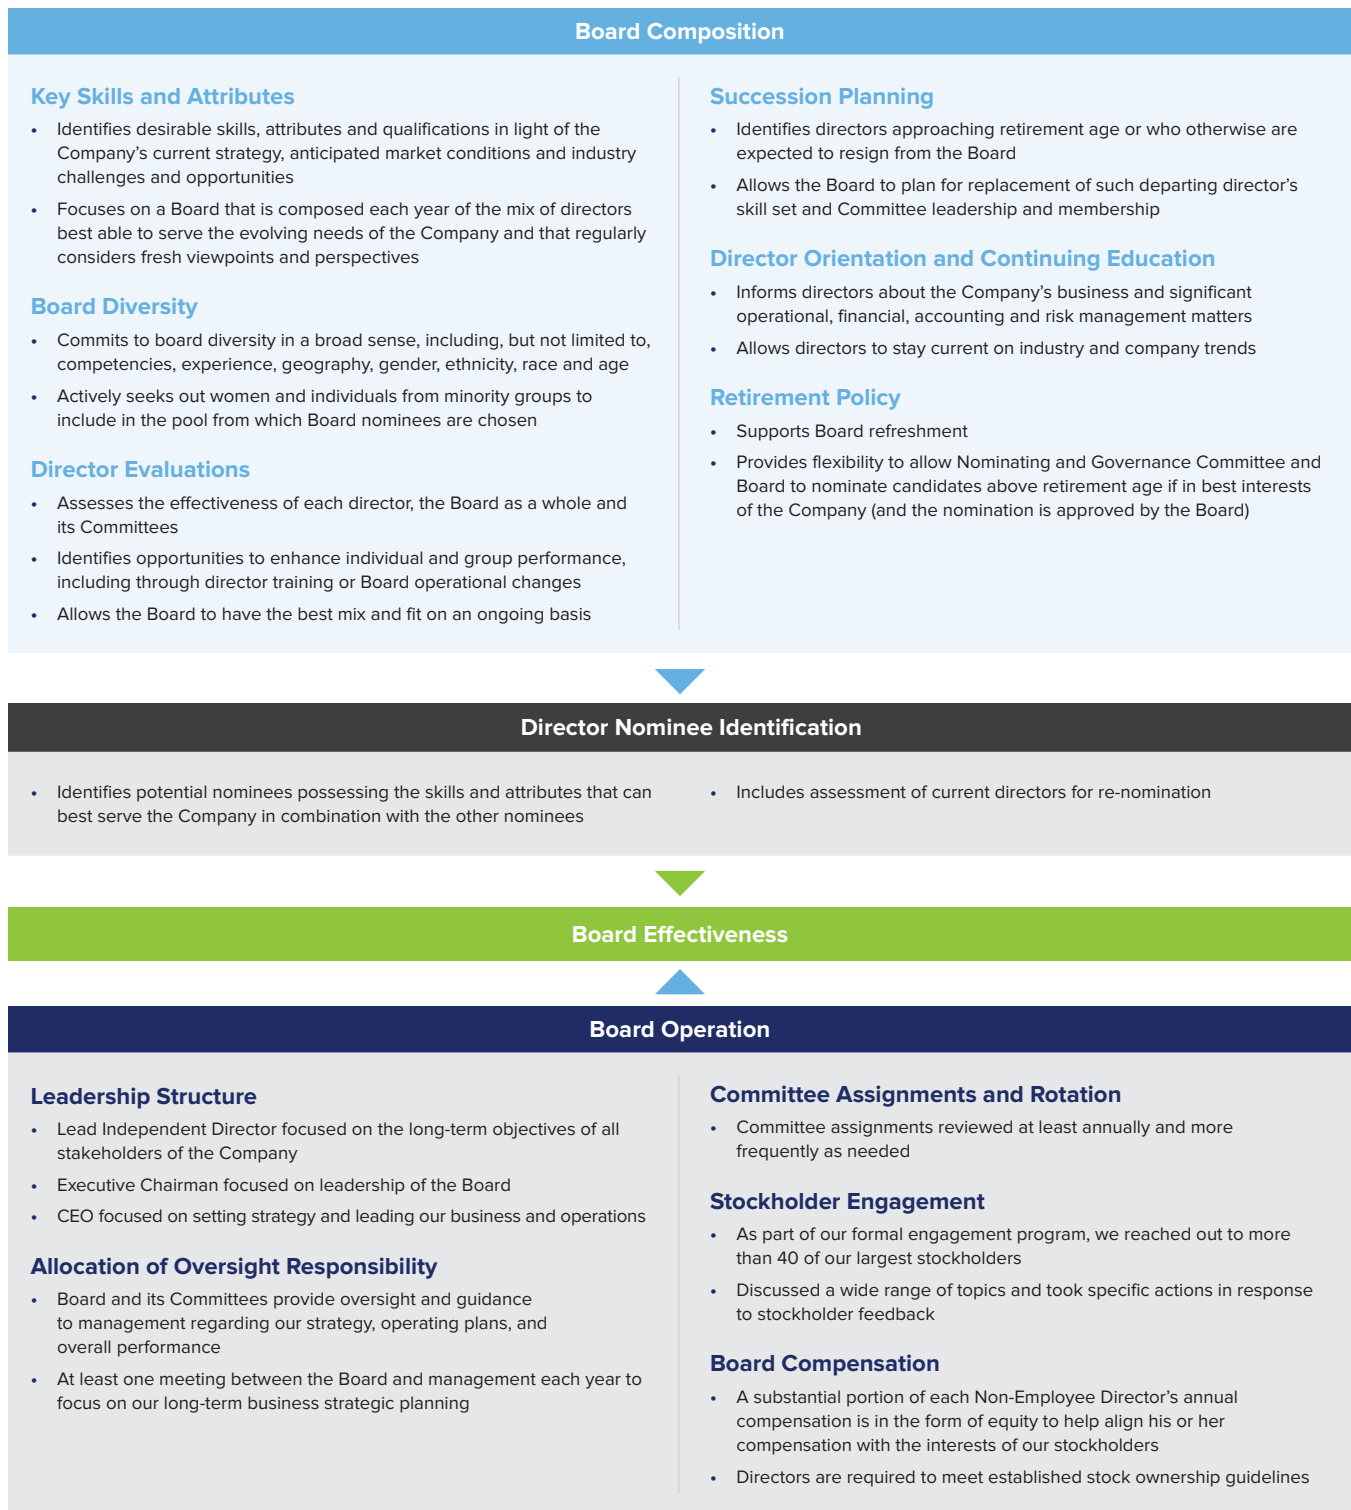 Board Composition
Key Skills and Attributes
• Identifies desirable skills, attributes and qualifications in light of the
Company’s current strategy, anticipated market conditions and industry
challenges and opportunities
• Focuses on a Board that is composed each year of the mix of directors
best able to serve the evolving needs of the Company and that regularly
considers fresh viewpoints and perspectives
Board Diversity
• Commits to board diversity in a broad sense, including, but not limited to,
competencies, experience, geography, gender, ethnicity, race and age
• Actively seeks out women and individuals from minority groups to
include in the pool from which Board nominees are chosen
Director Evaluations
• Assesses the effectiveness of each director, the Board as a whole and
its Committees
• Identifies opportunities to enhance individual and group performance,
including through director training or Board operational changes
• Allows the Board to have the best mix and fit on an ongoing basis
Succession Planning
• Identifies directors approaching retirement age or who otherwise are
expected to resign from the Board
• Allows the Board to plan for replacement of such departing director’s
skill set and Committee leadership and membership
Director Orientation and Continuing Education
• Informs directors about the Company’s business and significant
operational, financial, accounting and risk management matters
• Allows directors to stay current on industry and company trends
Retirement Policy
• Supports Board refreshment
• Provides flexibility to allow Nominating and Governance Committee and
Board to nominate candidates above retirement age if in best interests
of the Company (and the nomination is approved by the Board)
Director Nominee Identification
• Identifies potential nominees possessing the skills and attributes that can
best serve the Company in combination with the other nominees
• Includes assessment of current directors for re-nomination
Board Effectiveness
Board Operation
Leadership Structure
• Lead Independent Director focused on the long-term objectives of all
stakeholders of the Company
• Executive Chairman focused on leadership of the Board
• CEO focused on setting strategy and leading our business and operations
Allocation of Oversight Responsibility
• Board and its Committees provide oversight and guidance
to management regarding our strategy, operating plans, and
overall performance
• At least one meeting between the Board and management each year to
focus on our long-term business strategic planning
Committee Assignments and Rotation
• Committee assignments reviewed at least annually and more
frequently as needed
Stockholder Engagement
• As part of our formal engagement program, we reached out to more
than 40 of our largest stockholders
• Discussed a wide range of topics and took specific actions in response
to stockholder feedback
Board Compensation
• A substantial portion of each Non-Employee Director’s annual
compensation is in the form of equity to help align his or her
compensation with the interests of our stockholders
• Directors are required to meet established stock ownership guidelines